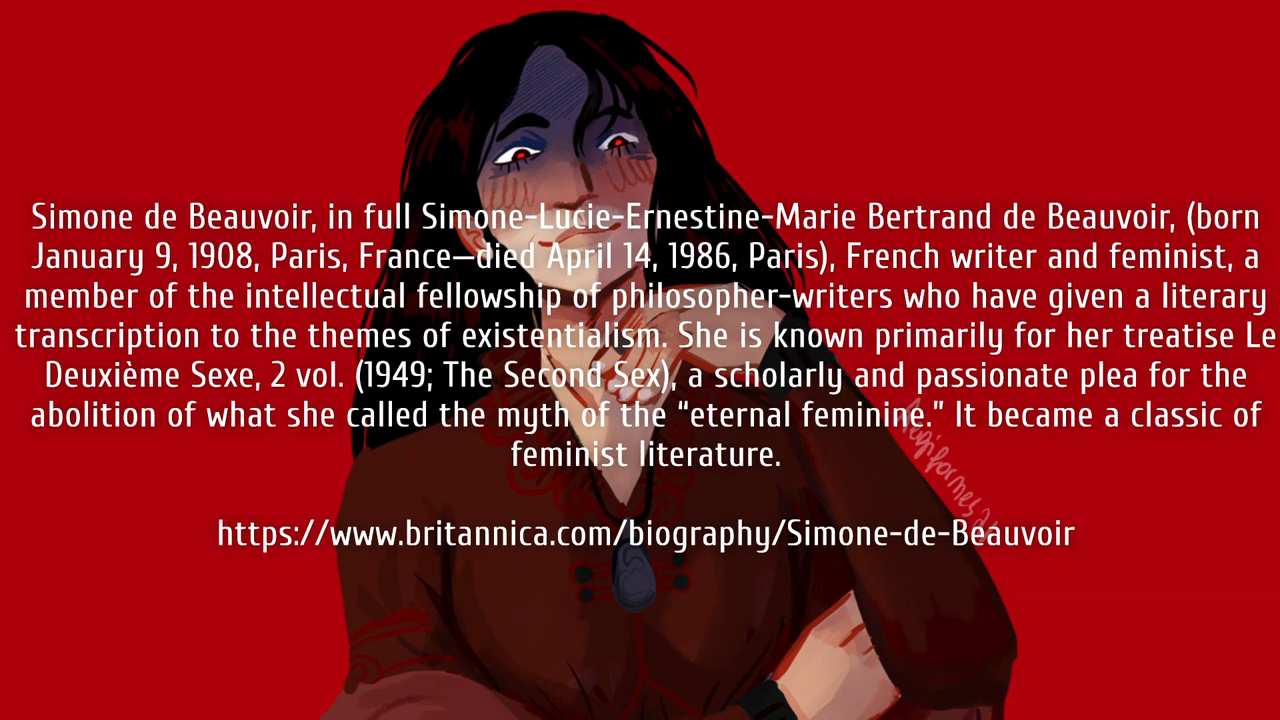 Simone de Beauvoir, in full Simone-Lucie-Ernestine-Marie Bertrand de Beauvoir, (born
January 9, 1908, Paris, France—died April 14, 1986, Paris), French writer and feminist, a
member of the intellectual fellowship of philosopher-writers who have given a literary
transcription to the themes of existentialism. She is known primarily for her treatise Le
Deuxième Sexe, 2 vol. (1949; The Second Sex), a scholarly and passionate plea for the
abolition of what she called the myth of the “eternal feminine.” It became a classic of
feminist literature.
https://www.britannica.com/biography/Simone-de-Beauvoir